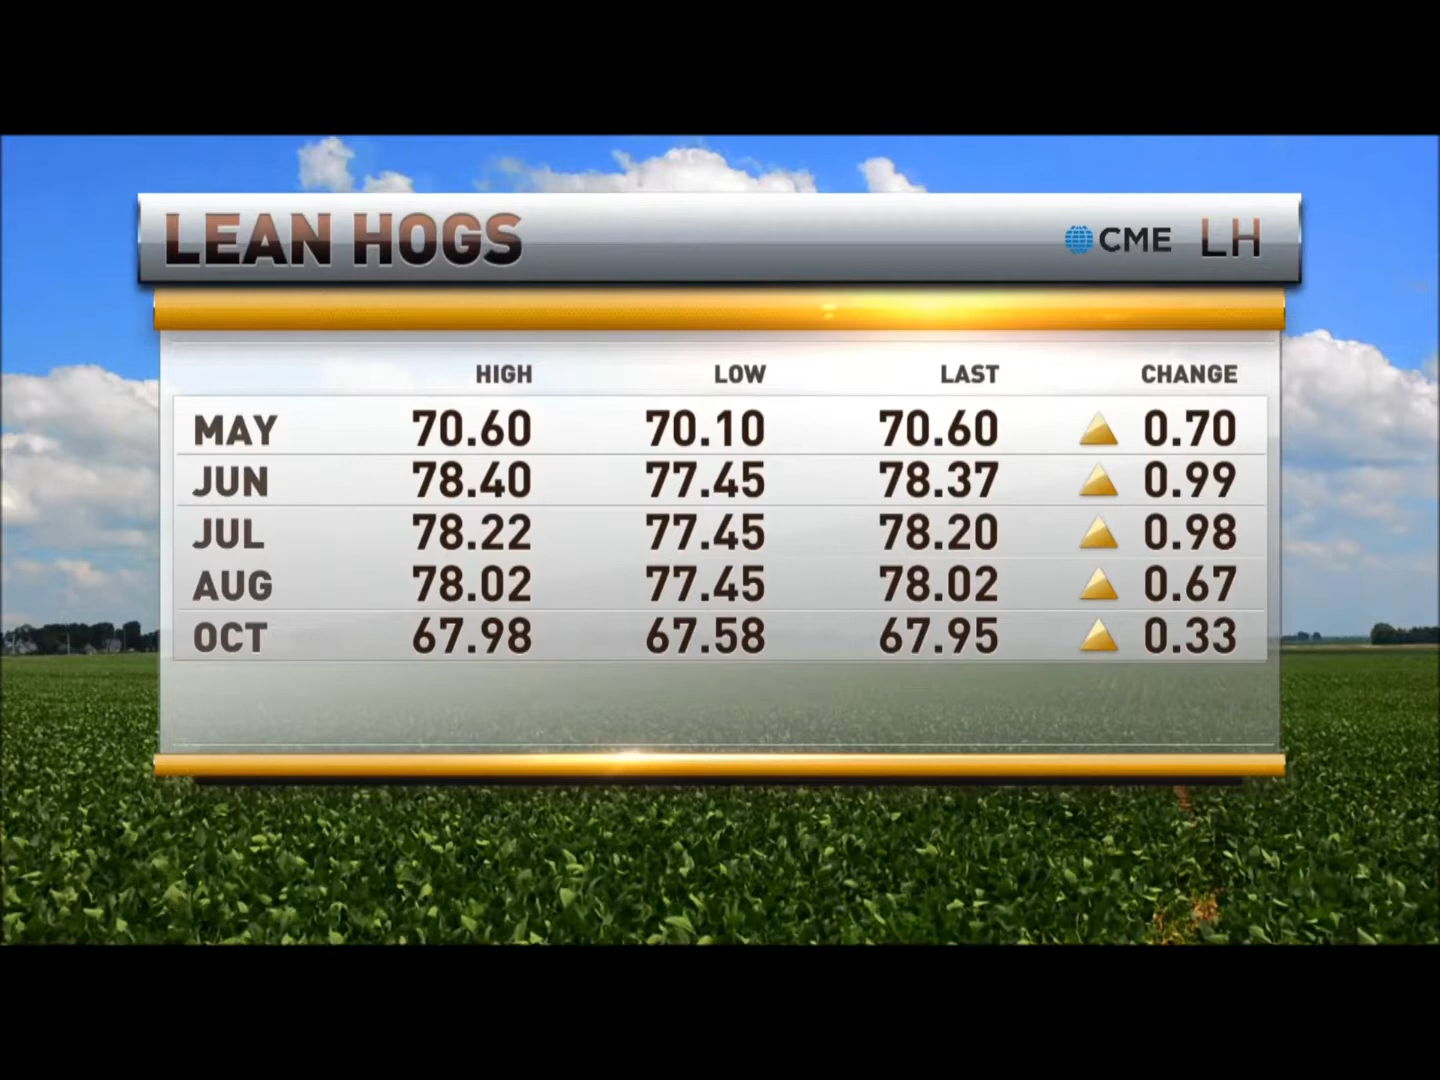 LEAN HOGS CME LH
HIGH LOW LAST CHANGE
MAY 70.60 70.10 70.60 0.70
JUN 78.40 77.45 78.37 0.99
JUL 78.22 77.45 78.20 0.98
AUG 78.02 77.45 78.02 0.67
OCT 67.98 67.58 67.95 0.33